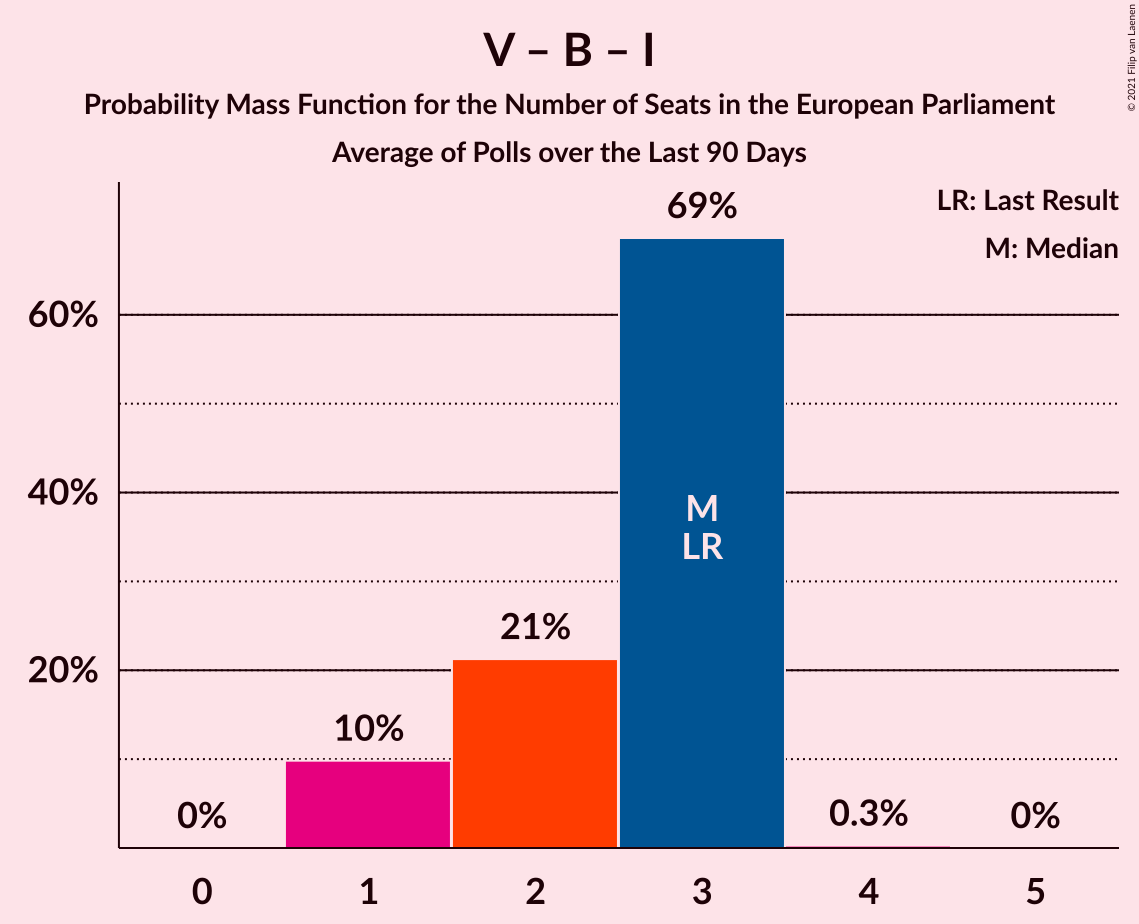 V – B – I
Probability Mass Function for the Number of Seats in the European Parliament
Average of Polls over the Last 90 Days
© 2021 Filip van Laenen
LR: Last Result
M: Median
69%
60%
40%
M
LR
21%
20%
10%
0%
0.3%
0%
0 1 2 3 4 5